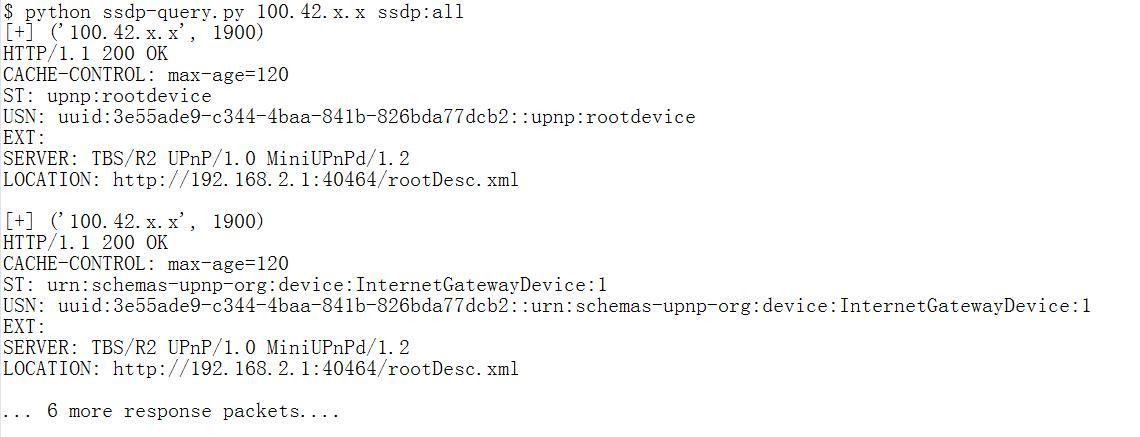 $ python ssdp-query.py 100.42.x.x ssdp:all
[+] ('100.42.x.x', 1900)
HTTP/1.1 200 OK
CACHE-CONTROL: max-age=120
ST: upnp:rootdevice
USN: uuid:3e55ade9-c344-4baa-841b-826bda77dcb2::upnp:rootdevice
EXT:
SERVER: TBS/R2 UPnP/1.0 MiniUPnPd/1.2
LOCATION: http://192.168.2.1:40464/rootDesc.xml
[+] ('100.42.x.x', 1900)
HTTP/1.1 200 OK
CACHE-CONTROL: max-age=120
ST: urn:schemas-upnp-org:device:InternetGatewayDevice:1
USN: uuid:3e55ade9-c344-4baa-841b-826bda77dcb2::urn:schemas-upnp-org:device:InternetGatewayDevice:1
EXT:
SERVER: TBS/R2 UPnP/1.0 MiniUPnPd/1.2
LOCATION: http://192.168.2.1:40464/rootDesc.xml
... 6 more response packets....